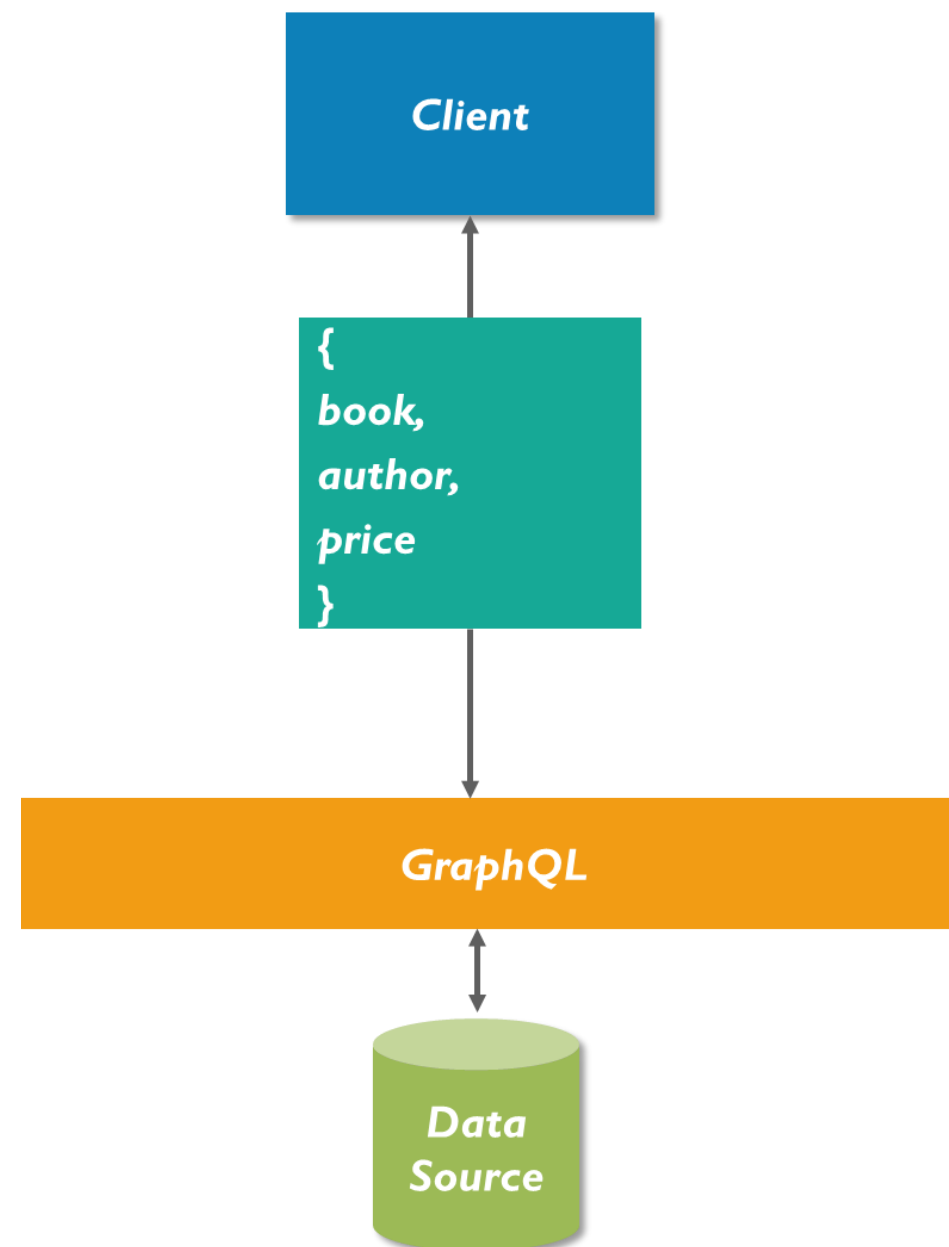 Client
{
book,
author,
price
}
GraphQL
Data
Source